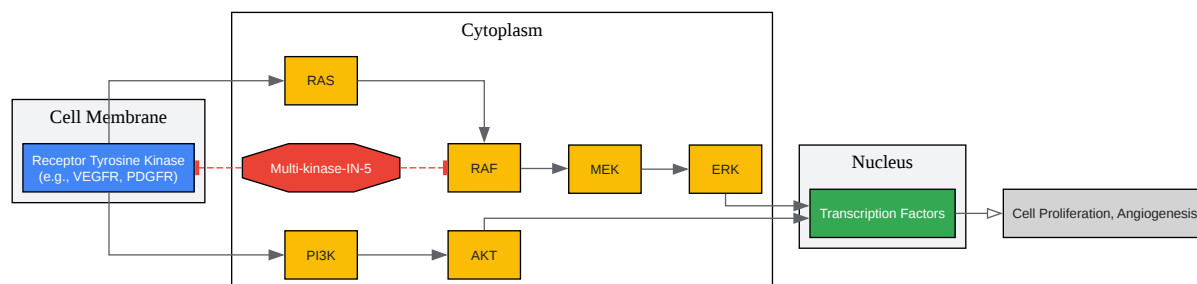 Cytoplasm
RAS
Cell Membrane
Receptor Tyrosine Kinase
(e.g., VEGFR, PDGFR)
Multi-kinase-IN-5
RAF
MEK
ERK
Nucleus
Transcription Factors
Cell Proliferation, Angiogenesis
PI3K
AKT